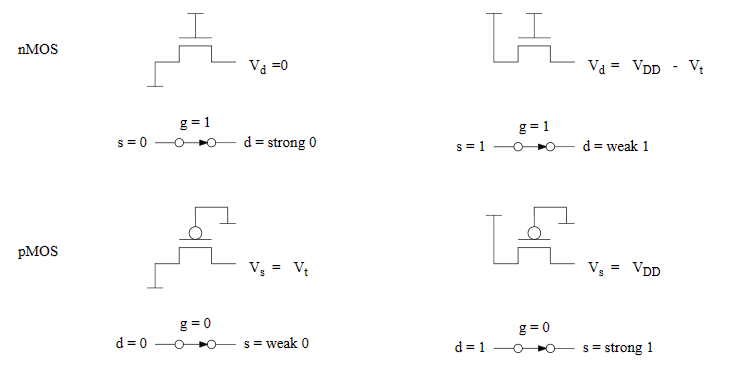 nMOS
Vd =0
Vd = VDD - Vt
g = 1
s = 0
d = strong 0
g = 1
s = 1
d = weak 1
pMOS
Vs = Vt
Vs = VDD
g = 0
d = 0
s = weak 0
g = 0
d = 1
s = strong 1